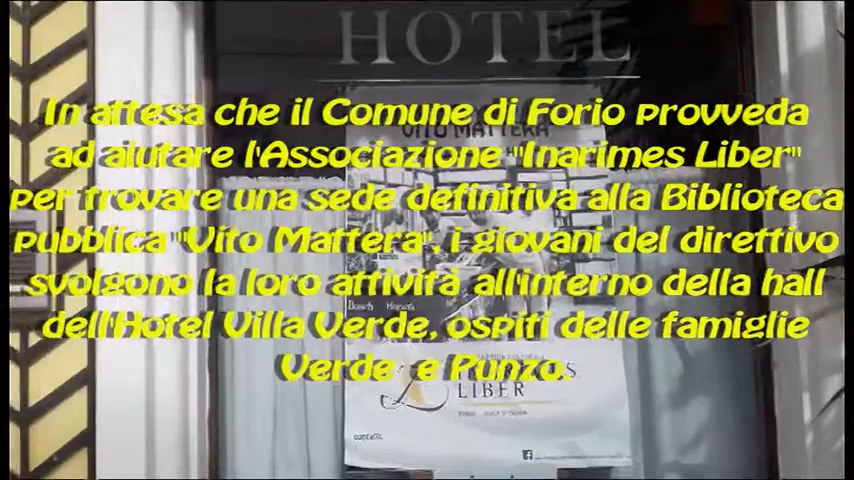 HOTEL
VITO MATTERA
In attesa che il Comune di Forio provveda
ad aiutare l'Associazione "Inarimes Liber"
per trovare una sede definitiva alla Biblioteca
pubblica "Vito Mattera", i giovani del direttivo
svolgono la loro attività all'interno della hall
dell'Hotel Villa Verde, ospiti delle famiglie
Verde e Punzo.
LIBER